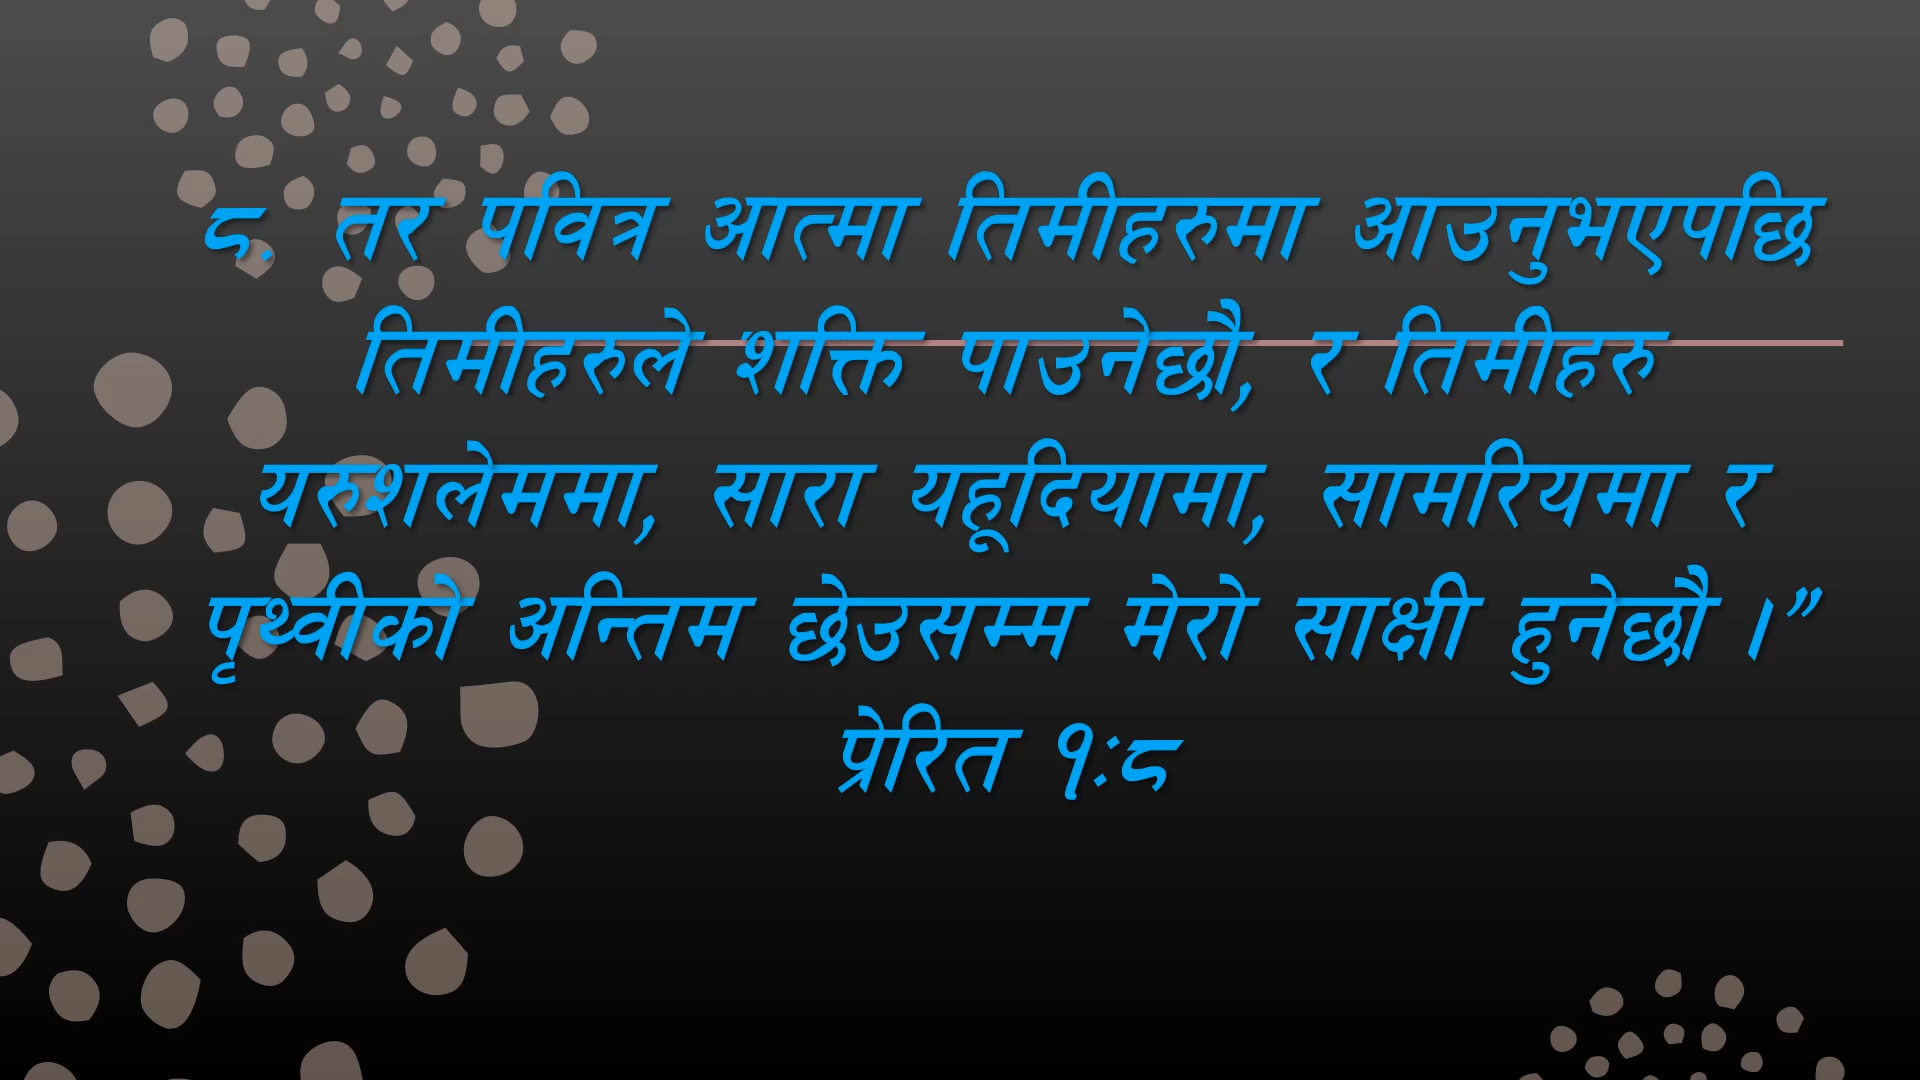 ८. तर पवित्र आत्मा तिमीहरुमा आउनुभएपछि
तिमीहरुले शक्ति पाउनेछौ, र तिमीहरु
यरुशलेममा, सारा यहूदियामा, सामरियमा र
पृथ्वीको अन्तिम छेउसम्म मेरो साक्षी हुनेछौ ।”
प्रेरित १:८